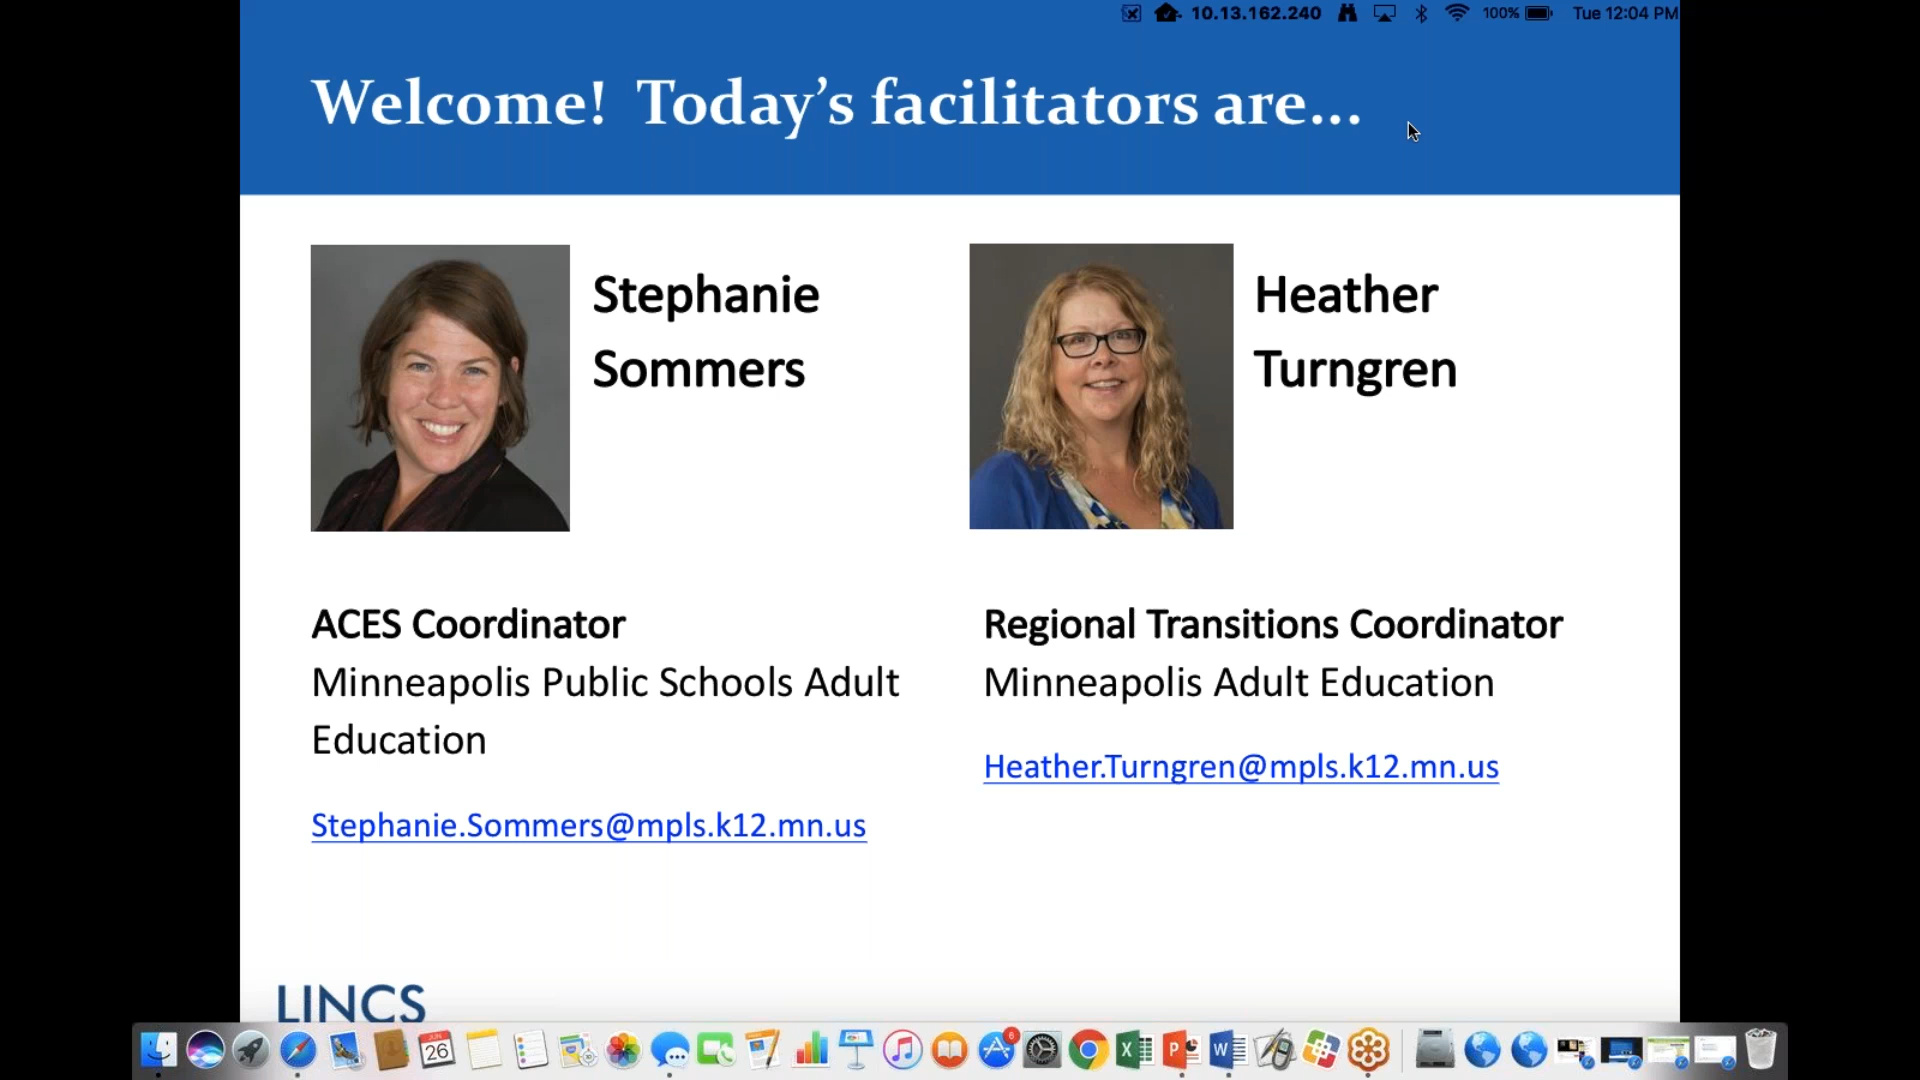 10.13.162.240 100% Tue 12:04 PM
Welcome! Today’s facilitators are...
Stephanie
Sommers
Heather
Turngren
ACES Coordinator
Minneapolis Public Schools Adult
Education
Stephanie.Sommers@mpls.k12.mn.us
Regional Transitions Coordinator
Minneapolis Adult Education
Heather.Turngren@mpls.k12.mn.us
LINCS
JUN
26
6
X
P
W